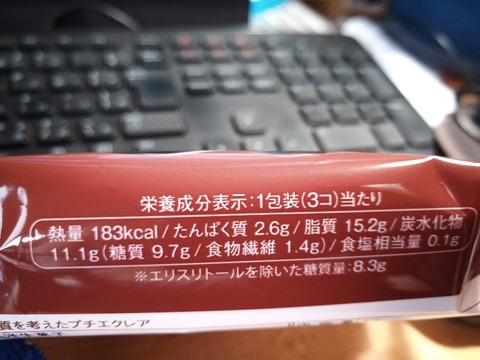 栄養成分表示:1包装(3コ)当たり
熱量 183kcal/たんぱく質 2.6g/脂質 15.2g/炭水化物
11.1g(糖質 9.7g/食物繊維 1.4g)/食塩相当量 0.1g
※エリスリトールを除いた糖質量:8.3g
質を考えたプチエクレア